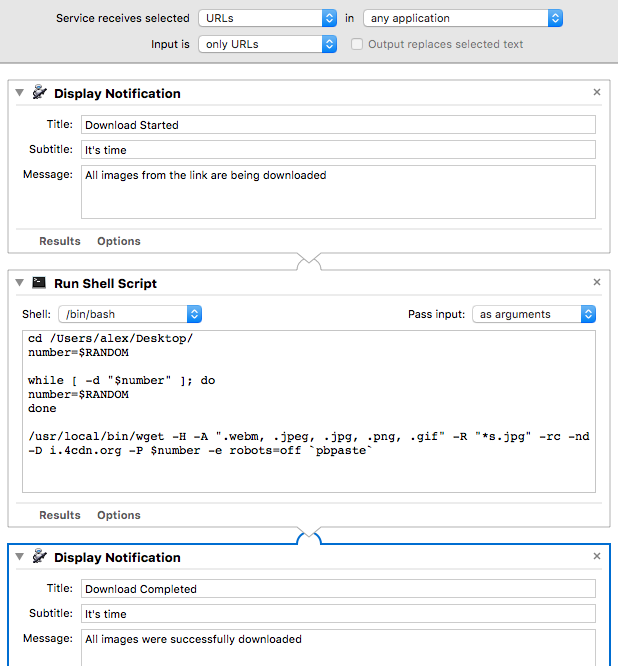 Service receives selected URLs in any application
Input is only URLs Output replaces selected text
Display Notification
Title: Download Started
Subtitle: It's time
Message: All images from the link are being downloaded
Results Options
Run Shell Script
Shell: /bin/bash Pass input: as arguments
cd /Users/alex/Desktop/
number=$RANDOM
while [ -d "$number" ]; do
number=$RANDOM
done
/usr/local/bin/wget -H -A ".webm, .jpeg, .jpg, .png, .gif" -R "*s.jpg" -rc -nd
-D i.4cdn.org -P $number -e robots=off `pbpaste`
Results Options
Display Notification
Title: Download Completed
Subtitle: It's time
Message: All images were successfully downloaded